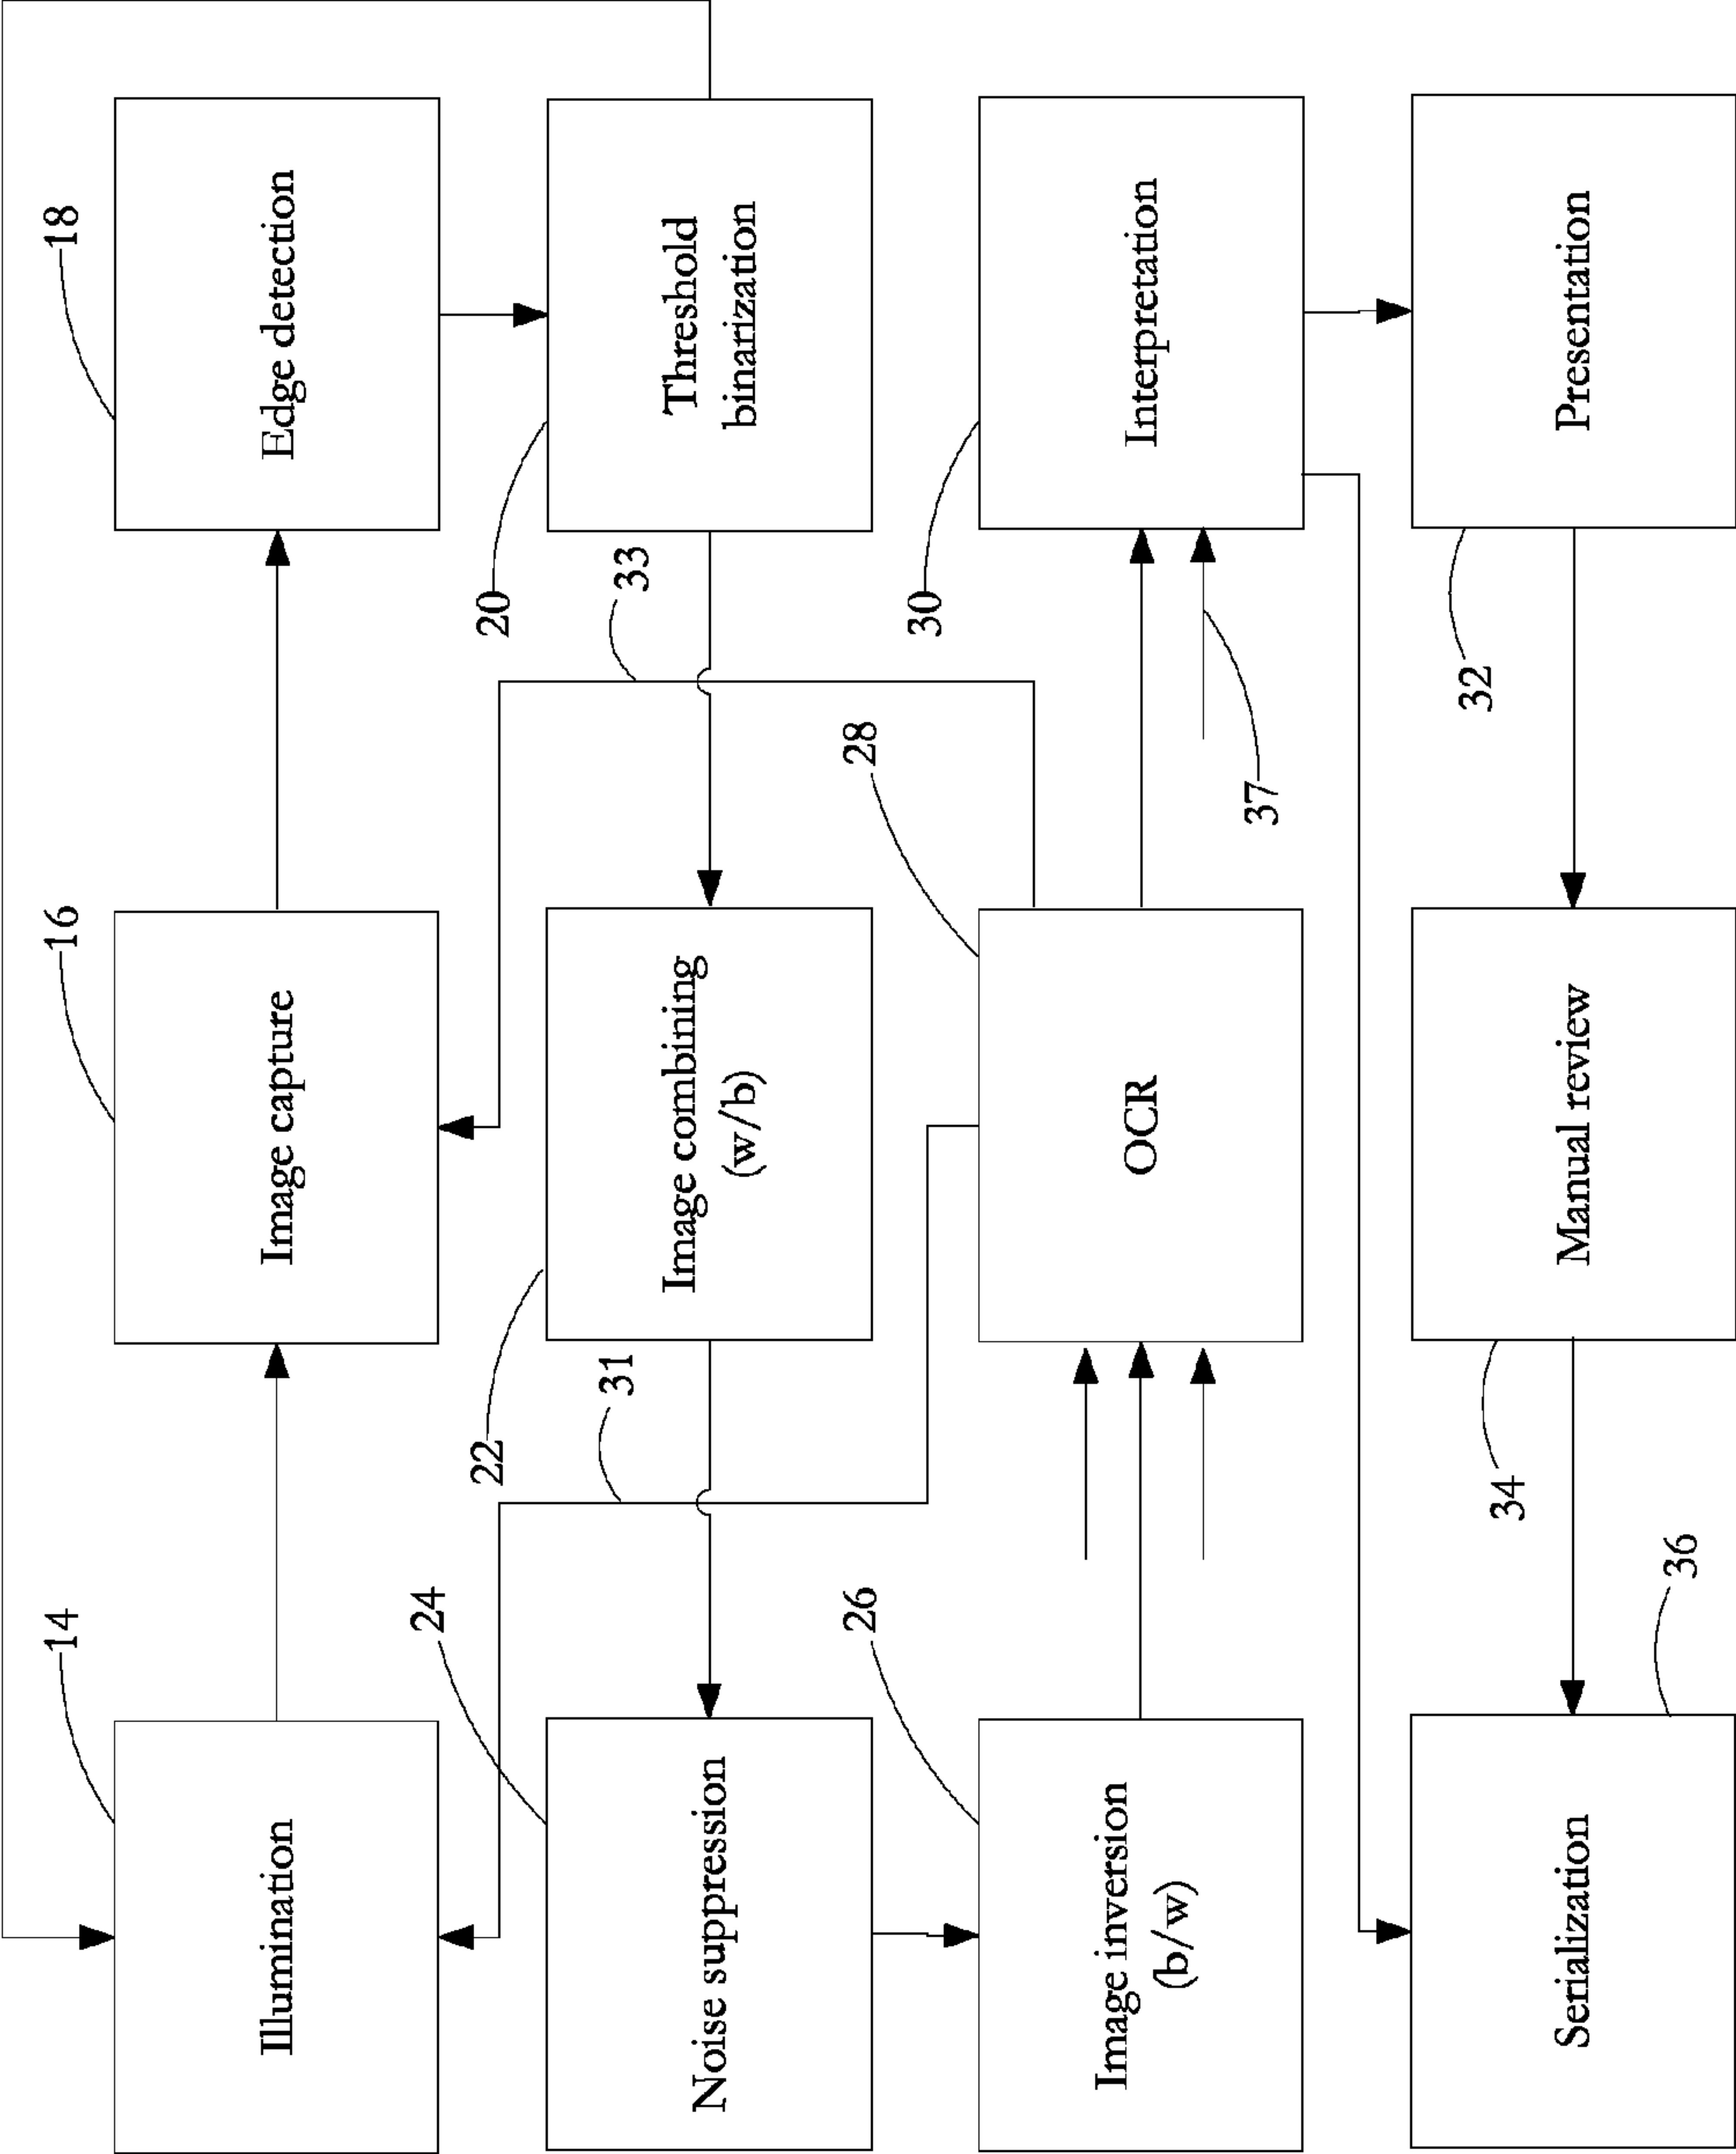 14
Illumination
16
Image capture
18
Edge detection
24
Noise suppression
31
22
Image combining
(w/b)
33
20
Threshold
binarization
26
Image inversion
(b/w)
28
OCR
37
30
Interpretation
36
Serialization
34
Manual review
32
Presentation